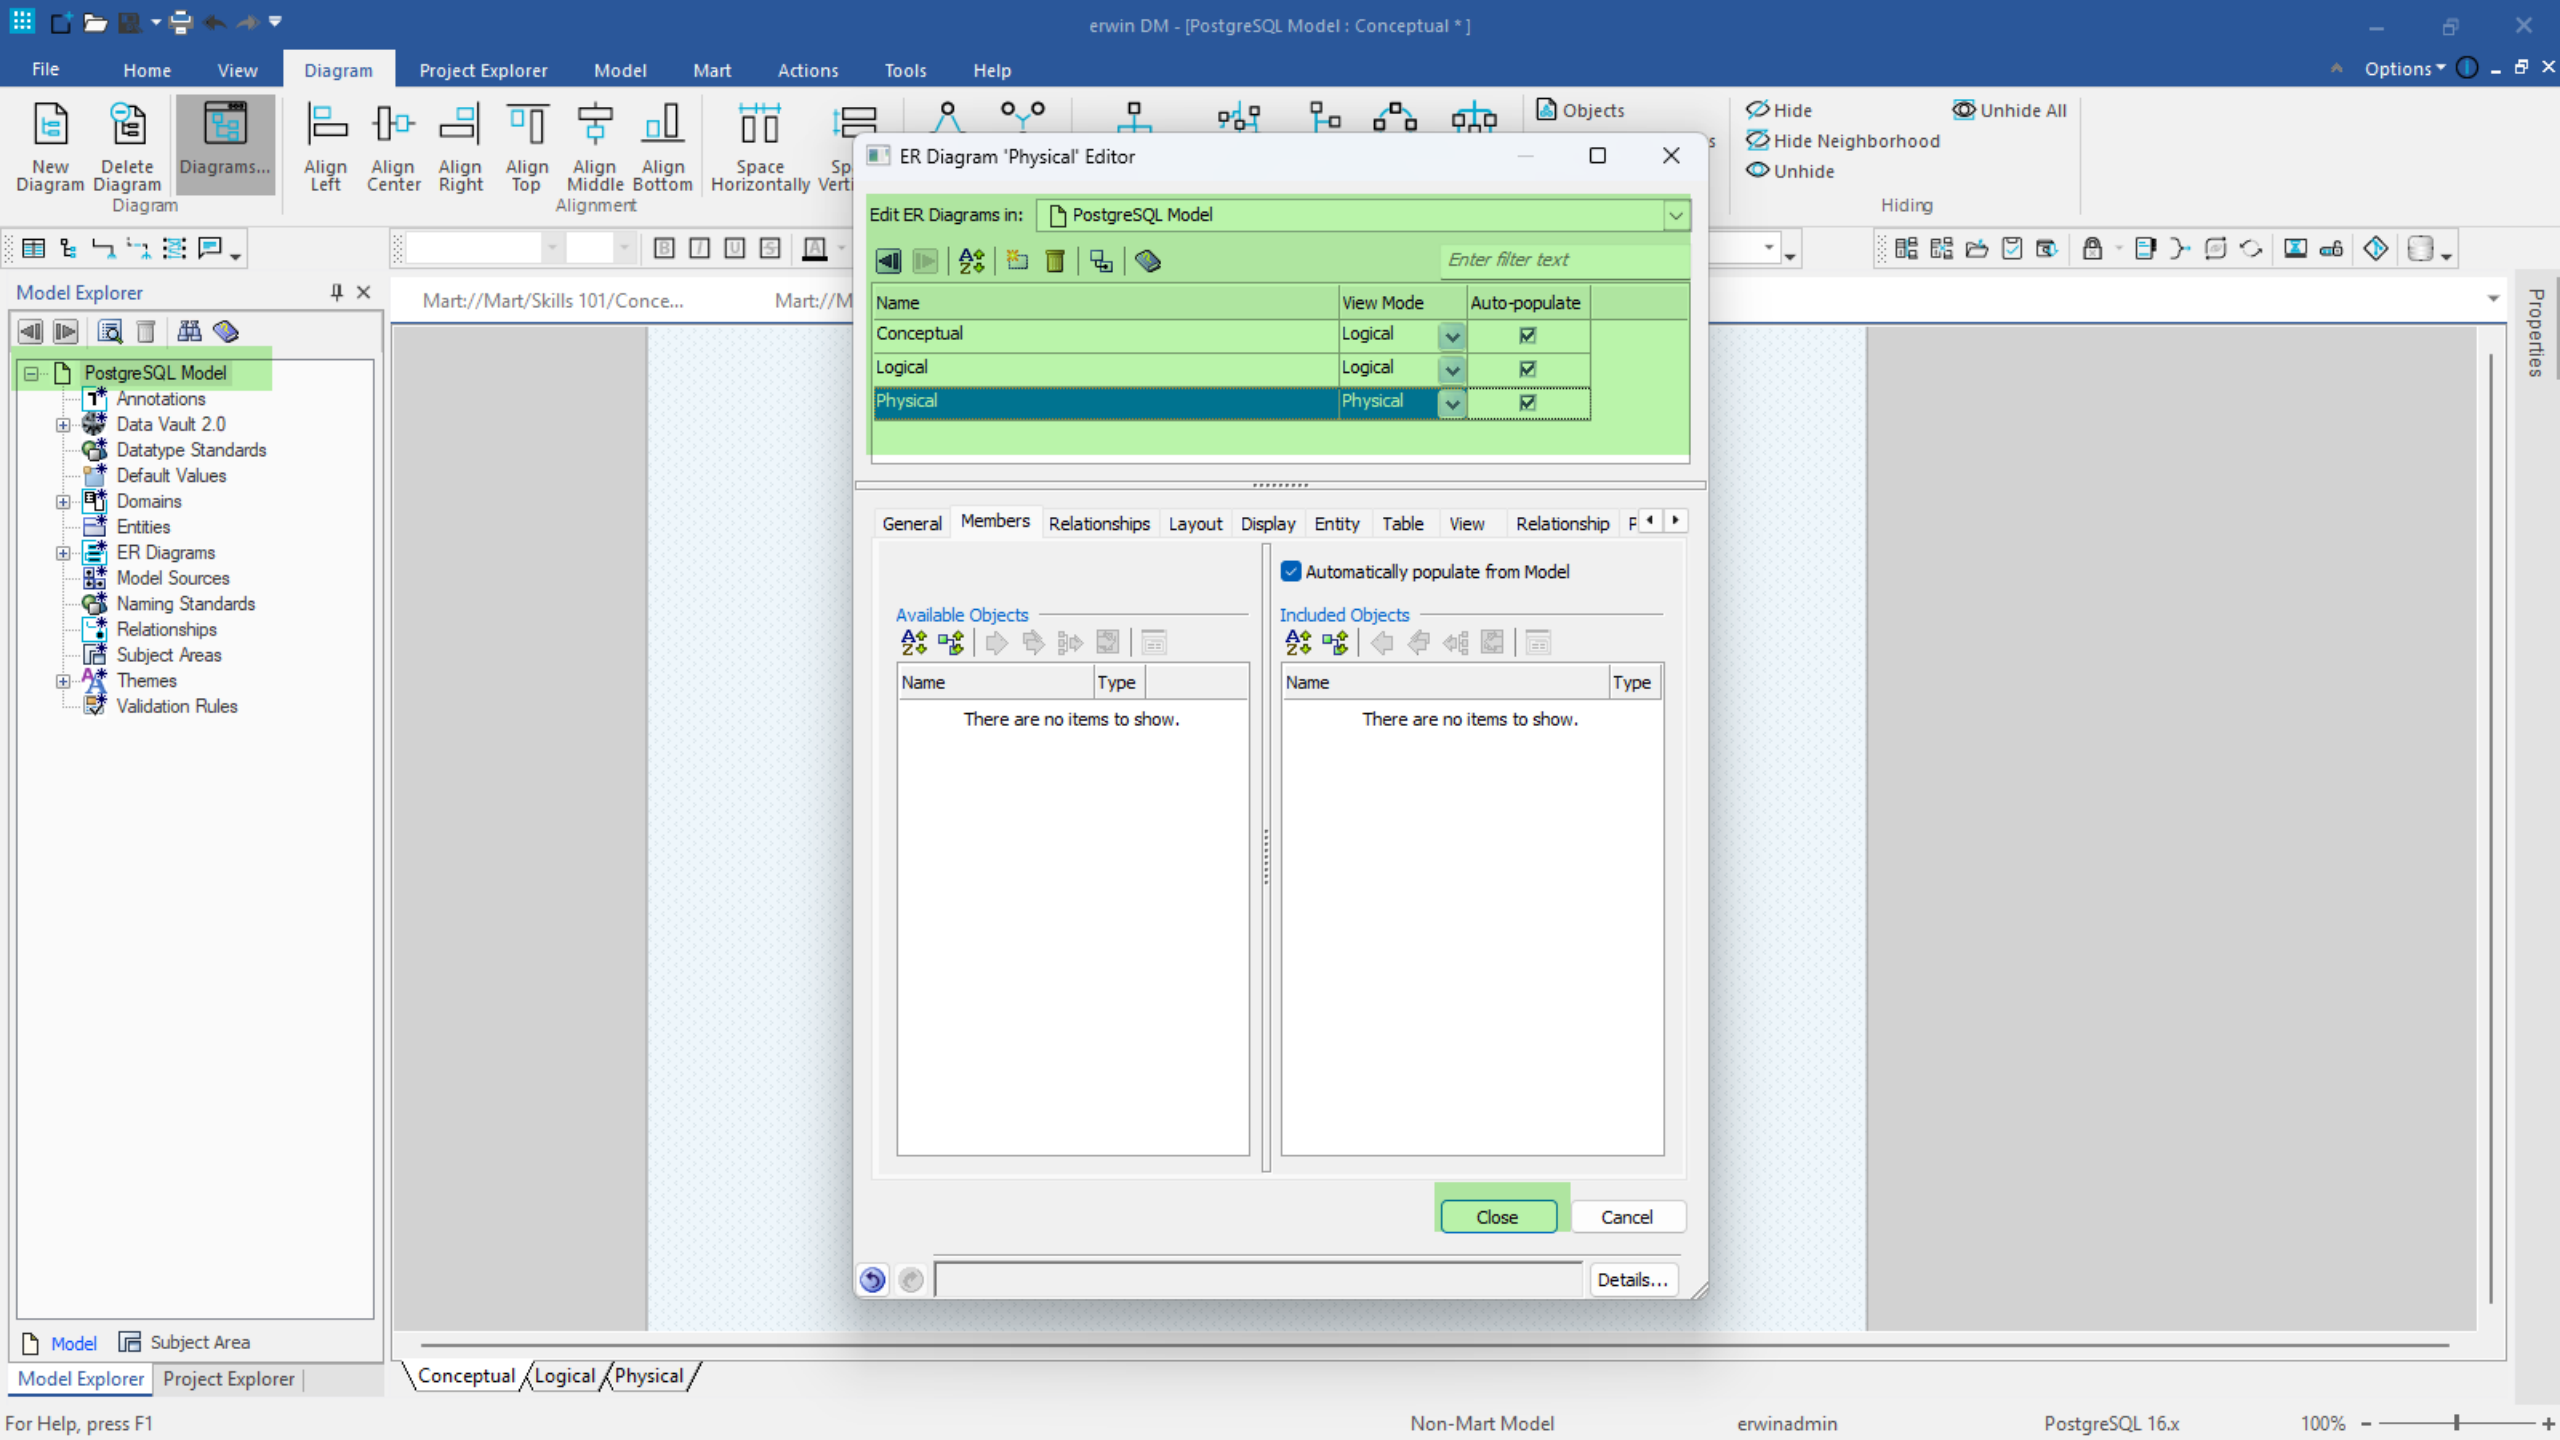 erwin DM - [PostgreSQL Model : Conceptual * ]
File Home View Diagram Project Explorer Model Mart Actions Tools Help Options
New Diagram
Delete Diagram
Diagrams...
Align Left
Align Center
Align Right
Align Top
Align Middle
Align Bottom
Space Horizontally
Sp
Verti
Objects
s
Hide
Hide Neighborhood
Unhide
Unhide All
Diagram
Alignment
Hiding
Model Explorer
PostgreSQL Model
Annotations
Data Vault 2.0
Datatype Standards
Default Values
Domains
Entities
ER Diagrams
Model Sources
Naming Standards
Relationships
Subject Areas
Themes
Validation Rules
Model Subject Area
Model Explorer Project Explorer
Mart://Mart/Skills 101/Conce... Mart://M
ER Diagram 'Physical' Editor
Edit ER Diagrams in: PostgreSQL Model
Enter filter text
Name View Mode Auto-populate
Conceptual Logical
Logical Logical
Physical Physical
General Members Relationships Layout Display Entity Table View Relationship
Automatically populate from Model
Available Objects
Name Type
There are no items to show.
Included Objects
Name Type
There are no items to show.
Close Cancel
Details...
Properties
Conceptual Logical Physical
For Help, press F1 Non-Mart Model erwinadmin PostgreSQL 16.x 100%